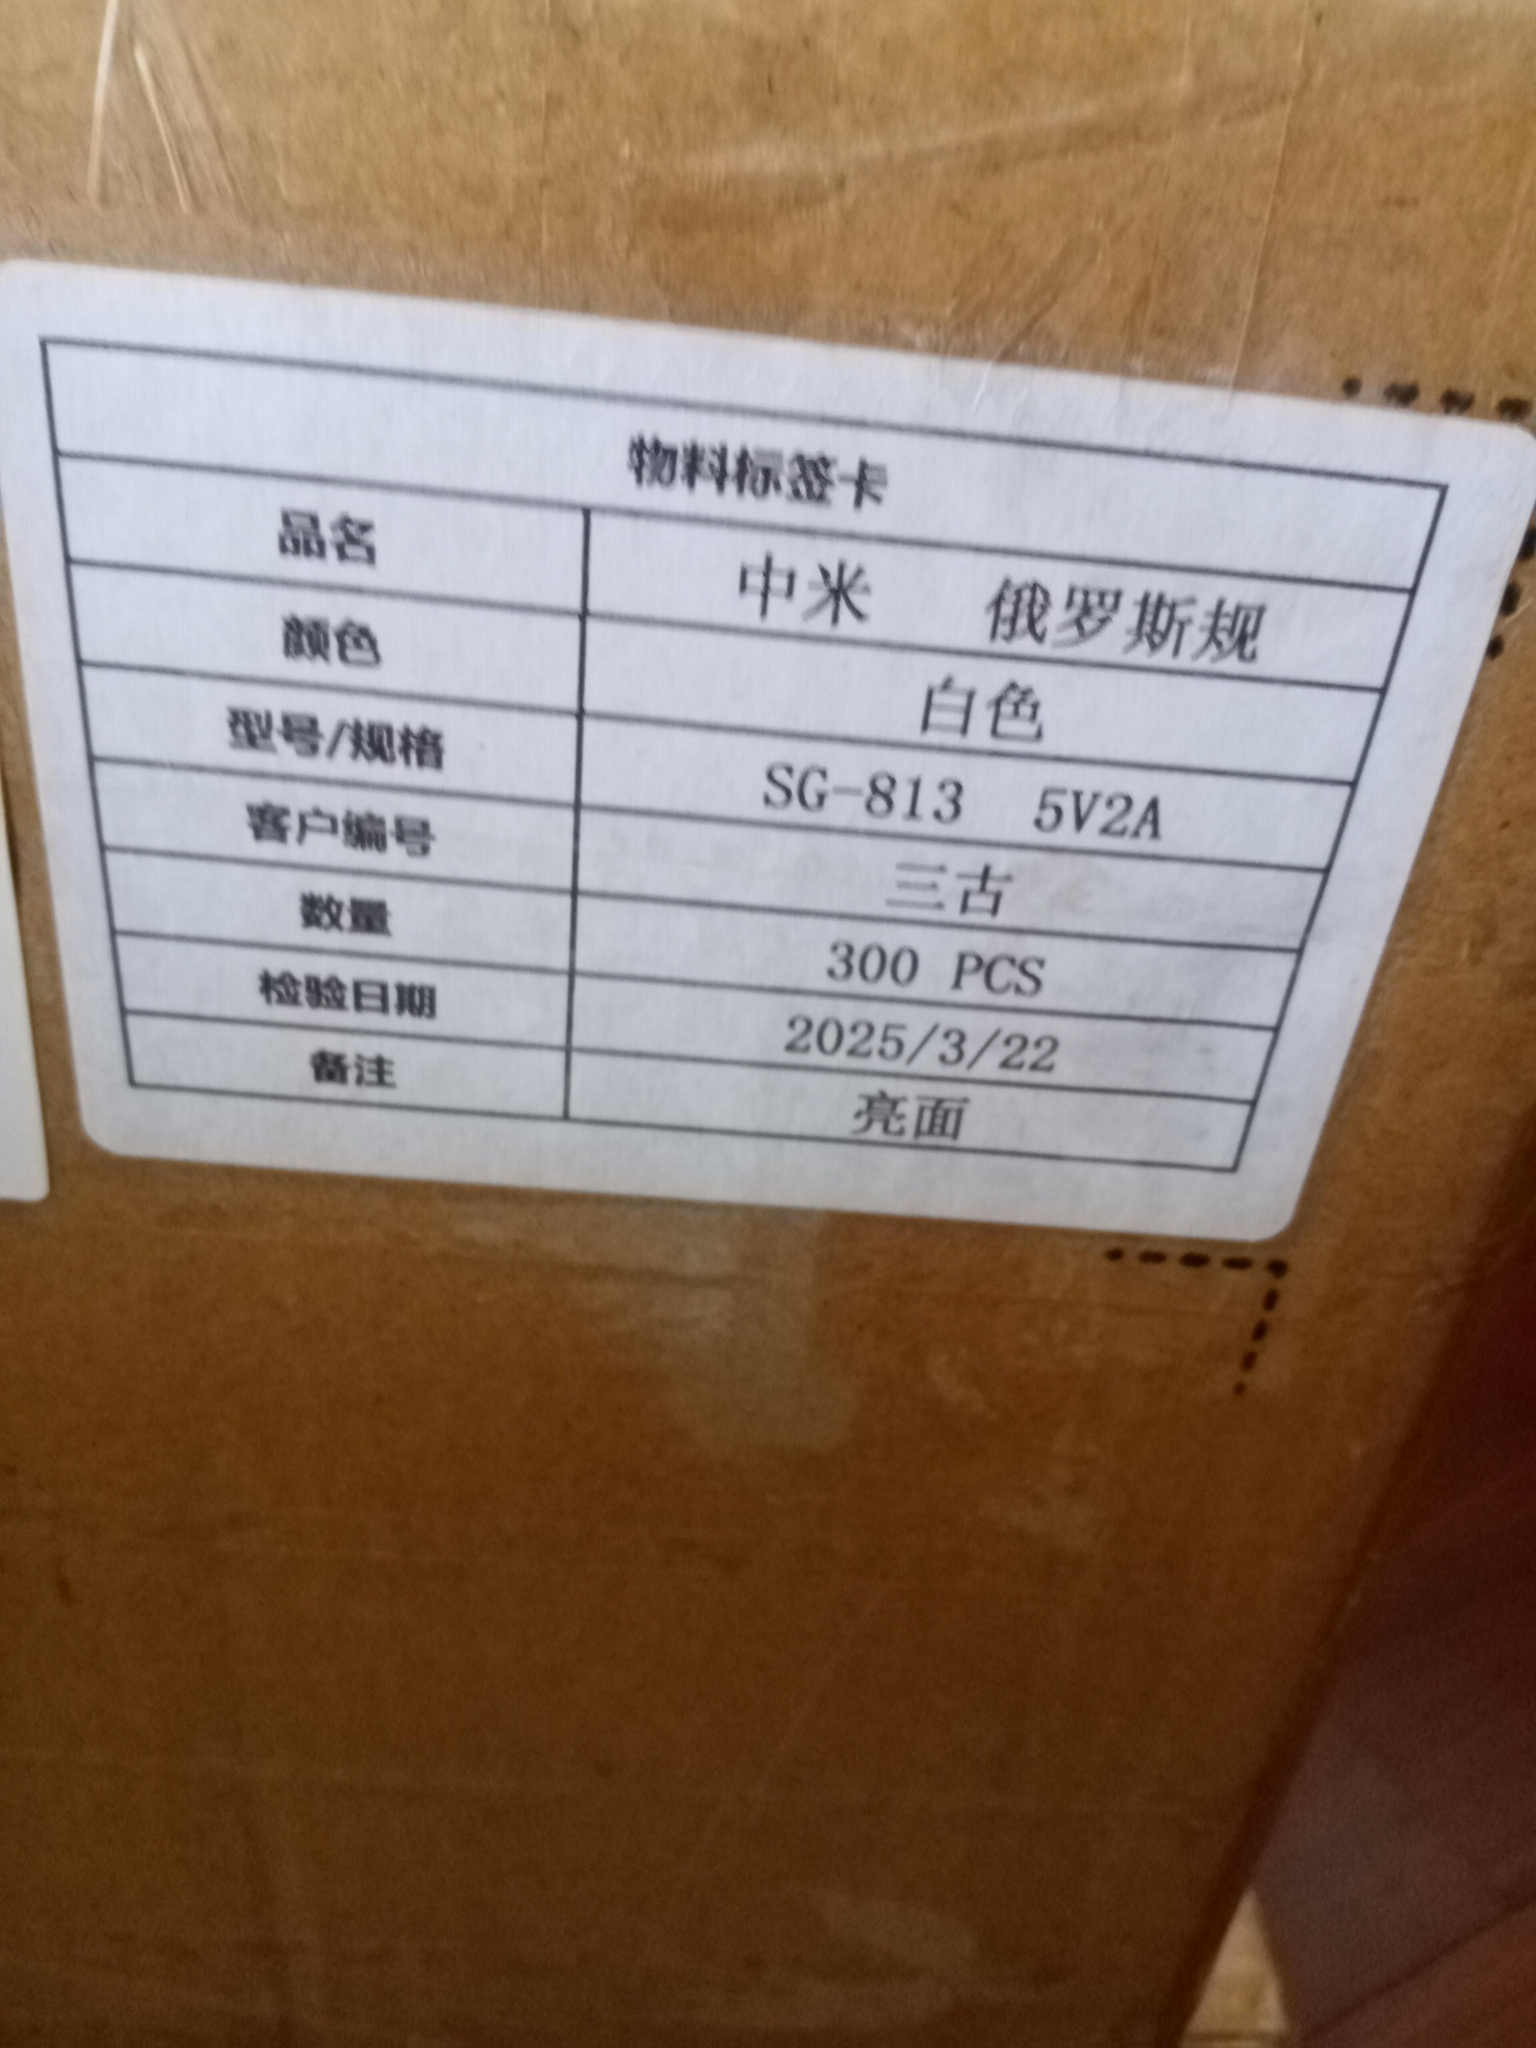 物料标签卡
品名 中米 俄罗斯规
颜色 白色
型号/规格 SG-813 5V2A
客户编号 三古
数量 300 PCS
检验日期 2025/3/22
备注 亮面